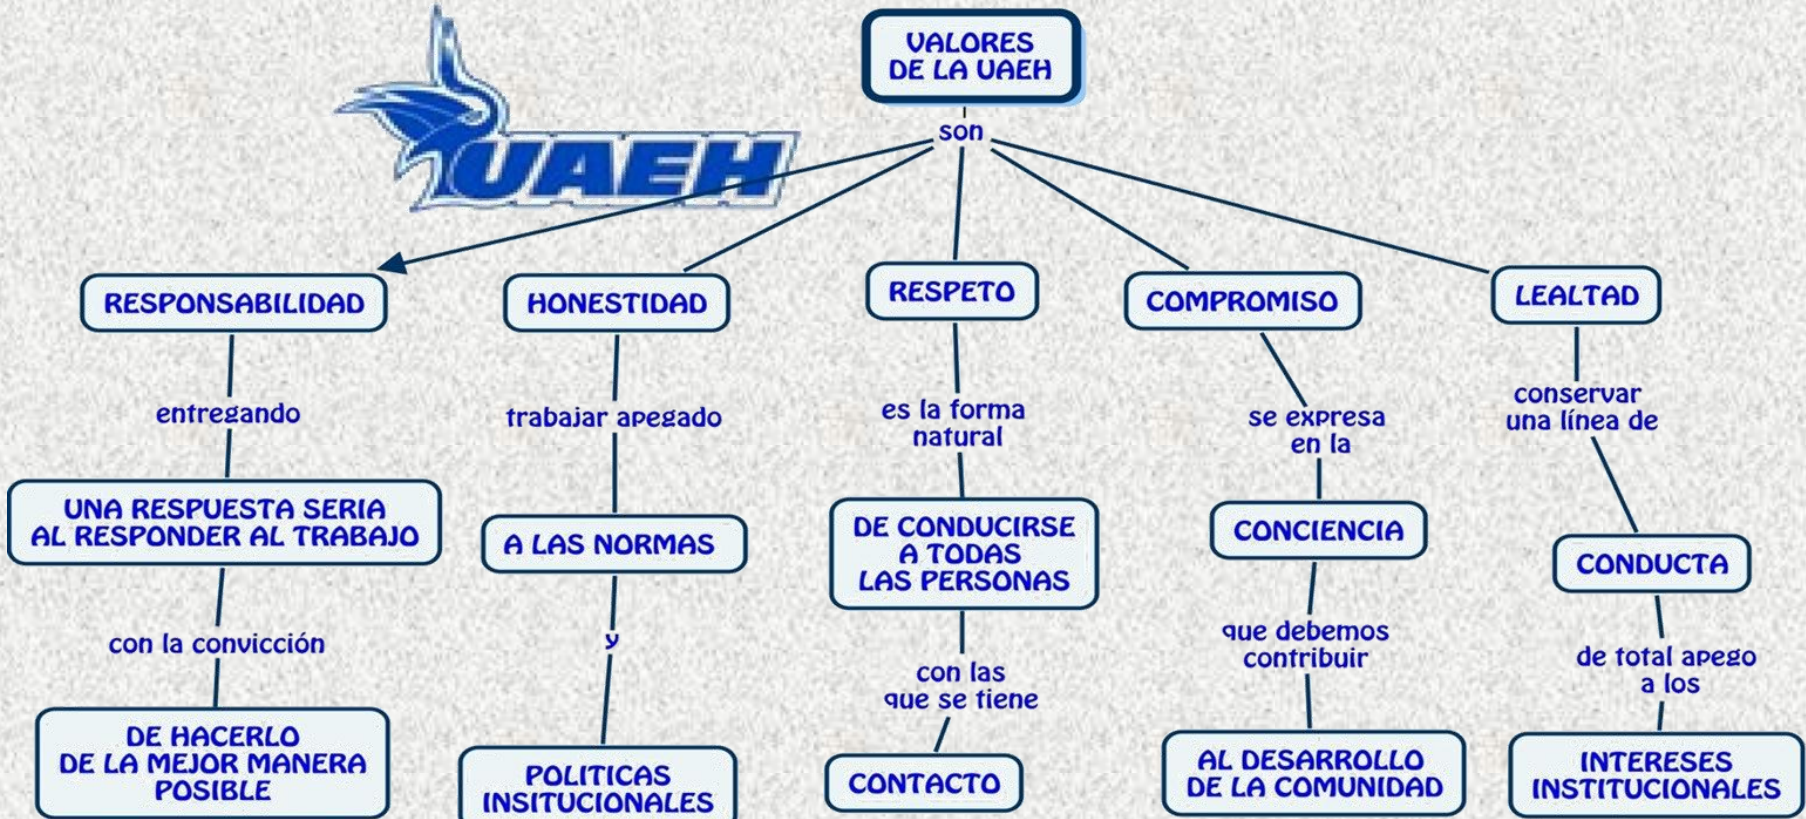 VALORES
DE LA UAEH
UAEH
son
RESPONSABILIDAD
entregando
UNA RESPUESTA SERIA
AL RESPONDER AL TRABAJO
con la convicción
DE HACERLO
DE LA MEJOR MANERA
POSIBLE
HONESTIDAD
trabajar apegado
A LAS NORMAS
y
POLITICAS
INSITUCIONALES
RESPETO
es la forma
natural
DE CONDUCIRSE
A TODAS
LAS PERSONAS
con las
que se tiene
CONTACTO
COMPROMISO
se expresa
en la
CONCIENCIA
que debemos
contribuir
AL DESARROLLO
DE LA COMUNIDAD
LEALTAD
conservar
una línea de
CONDUCTA
de total apego
a los
INTERESES
INSTITUCIONALES